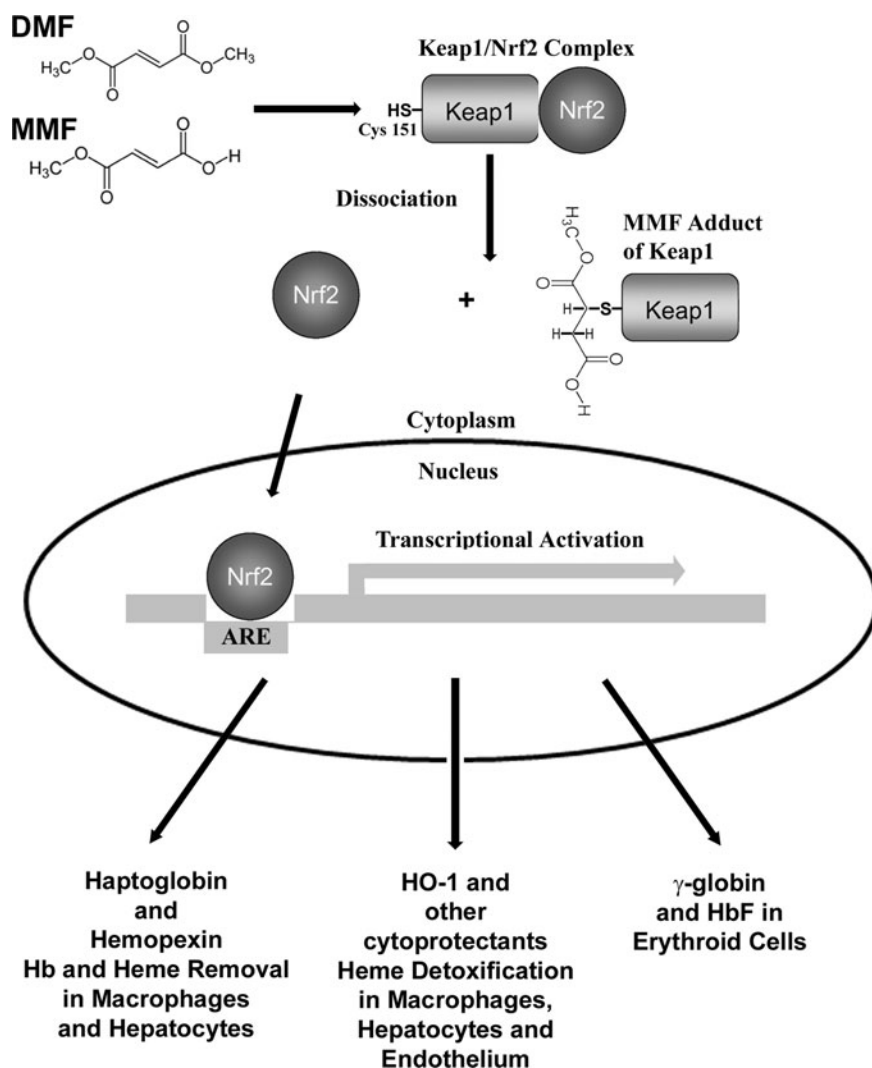 DMF
H₃C
O
O
O
O
CH₃
MMF
H₃C
O
O
O
O
H
Keap1/Nrf2 Complex
HS
Cys 151
Keap1
Nrf2
Dissociation
Nrf2
+
MMF Adduct
of Keap1
H₃C
O
O
H
S
Keap1
H
H
O
O
H
Cytoplasm
Nucleus
Transcriptional Activation
Nrf2
ARE
Haptoglobin
and
Hemopexin
Hb and Heme Removal
in Macrophages
and Hepatocytes
HO-1 and
other
cytoprotectants
Heme Detoxification
in Macrophages,
Hepatocytes and
Endothelium
γ-globin
and HbF in
Erythroid Cells